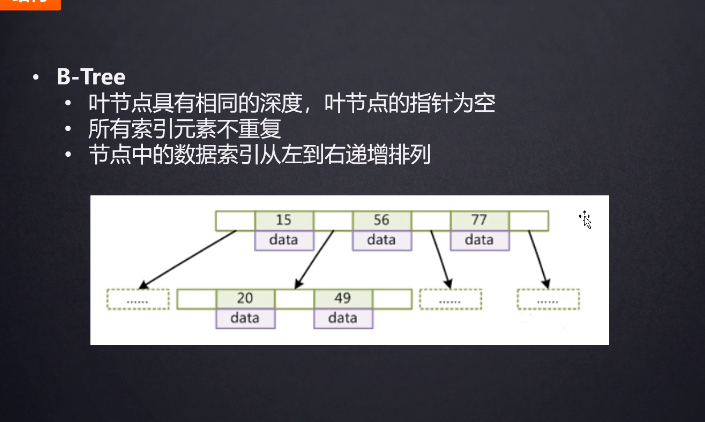 B-Tree
叶节点具有相同的深度，叶节点的指针为空
所有索引元素不重复
节点中的数据索引从左到右递增排列
15 56 77
data data data
...... 20 49 ...... ......
data data